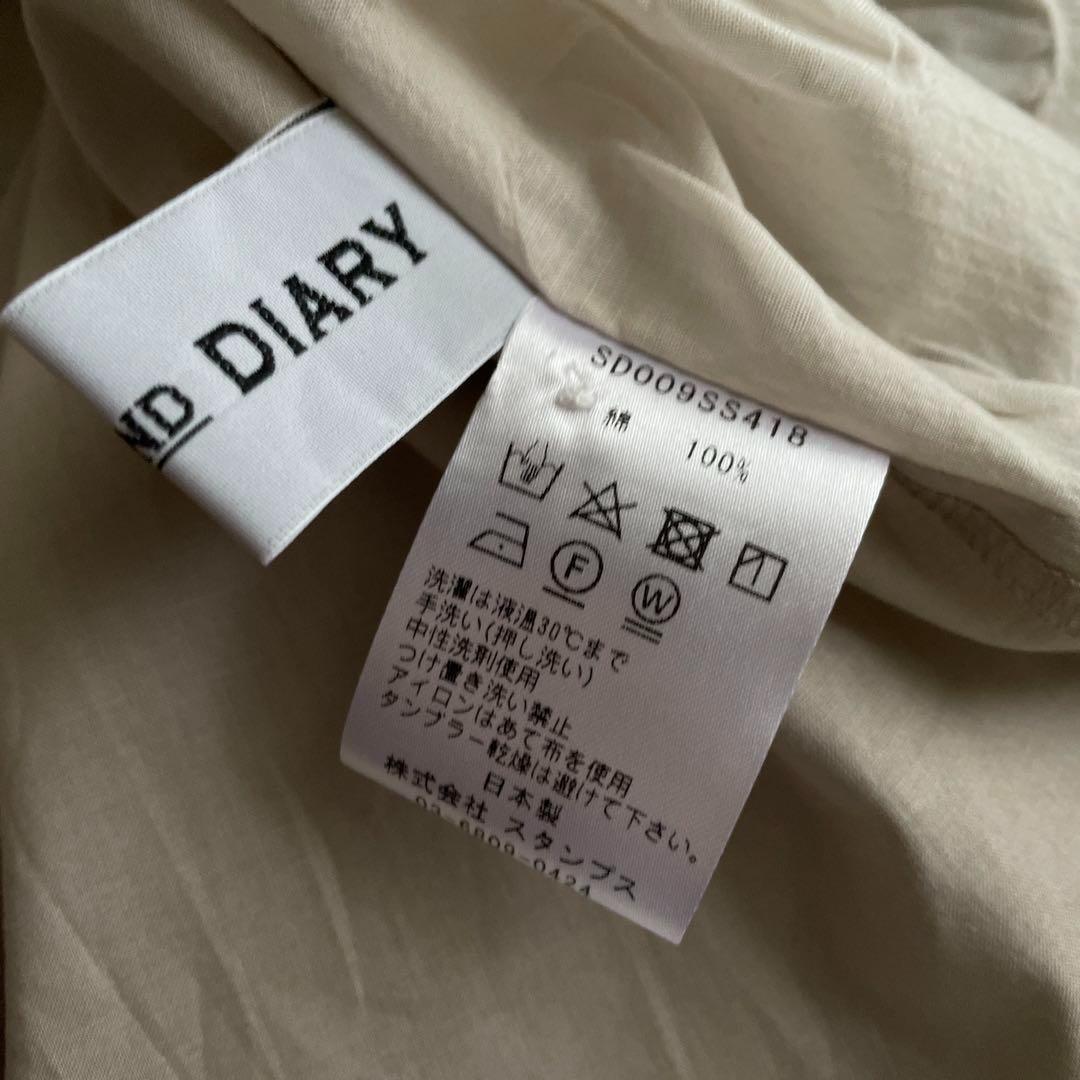 ND DIARY
SD009SS418
綿 100%
F W
洗濯は液温30℃まで
手洗い(押し洗い)
中性洗剤使用
つけ置き洗い禁止
アイロンはあて布を使用
タンブラー乾燥は避けて下さい。
日本製
株式会社 スタンプス
03-6809-0424